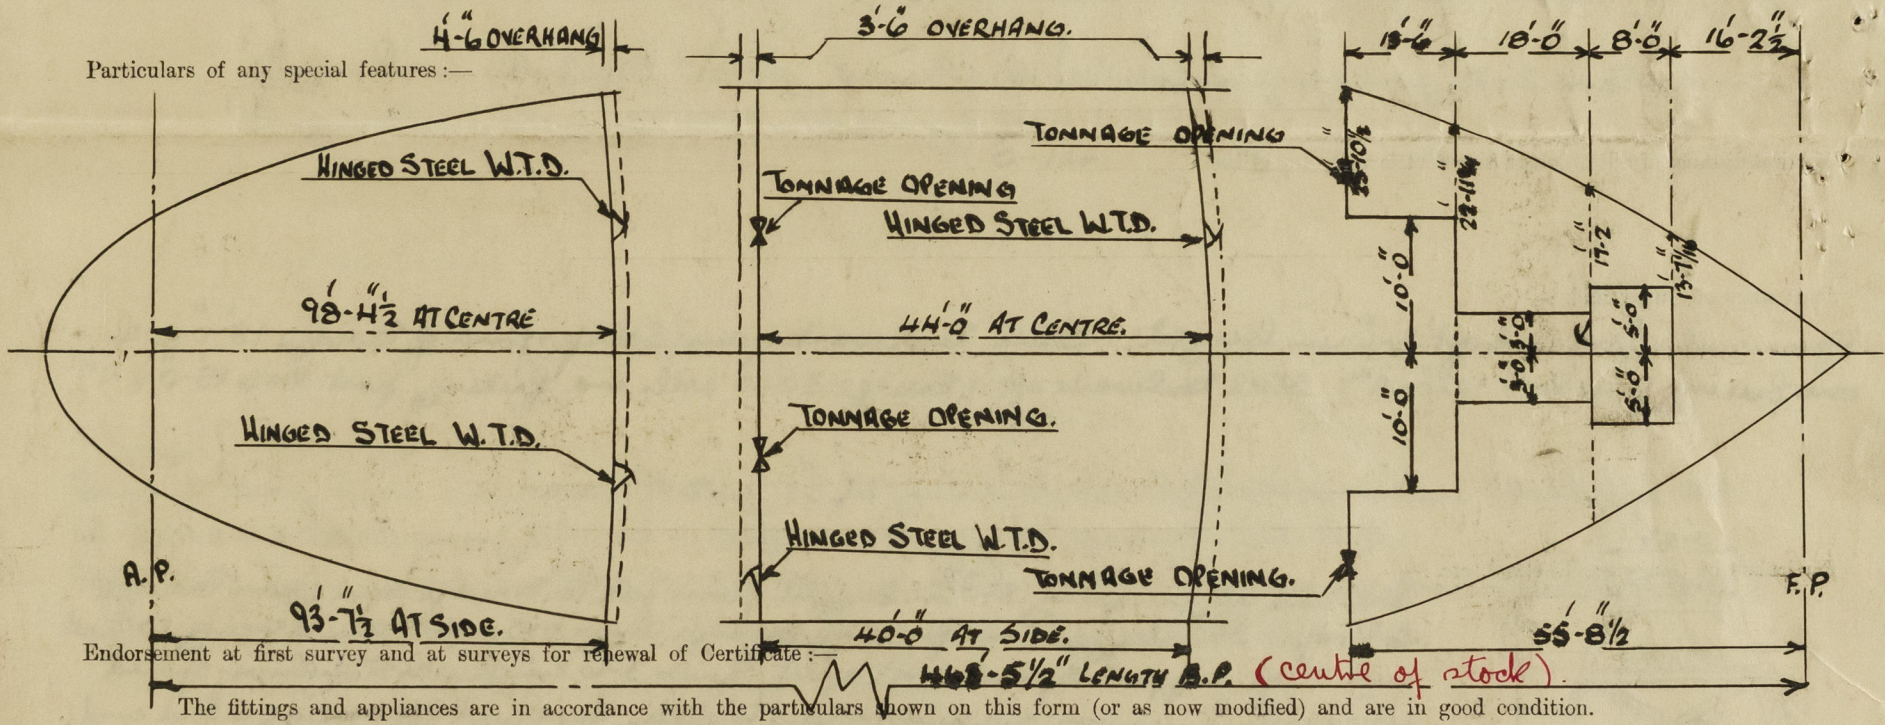 4'-6" OVERHANG
3'-6" OVERHANG.
13'-6" 18'-0" 8'-0" 16'-2½"
Particulars of any special features :—
TONNAGE OPENING
HINGED STEEL W.T.D.
TONNAGE OPENING
HINGED STEEL W.T.D.
25'-10½"
22'-11¾"
19'-2"
13'-7 1/16"
98'-4½" AT CENTRE
44'-0" AT CENTRE.
10'-0"
3'-0"
5'-0"
10'-0"
3'-0"
5'-0"
TONNAGE OPENING.
HINGED STEEL W.T.D.
HINGED STEEL W.T.D.
TONNAGE OPENING.
A.P.
F.P.
93'-7½" AT SIDE.
40'-0" AT SIDE.
55'-8½"
Endorsement at first survey and at surveys for renewal of Certificate :—
-5½" LENGTH B.P. (centre of stock).
The fittings and appliances are in accordance with the particulars shown on this form (or as now modified) and are in good condition.